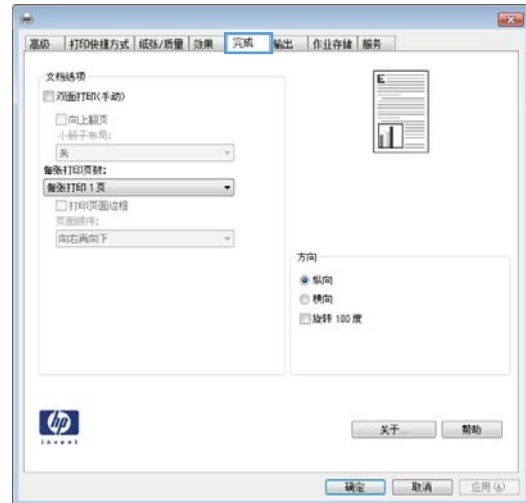 高级 打印快捷方式 纸张/质量 效果 完成 输出 作业存储 服务
文档选项
双面打印(手动)
向上翻页
小册子布局:
关
每张打印页数:
每张打印 1 页
打印页面边框
页面顺序:
向右再向下
E
方向
纵向
横向
旋转 180 度
hp
invent
关于... 帮助
确定 取消 应用(A)